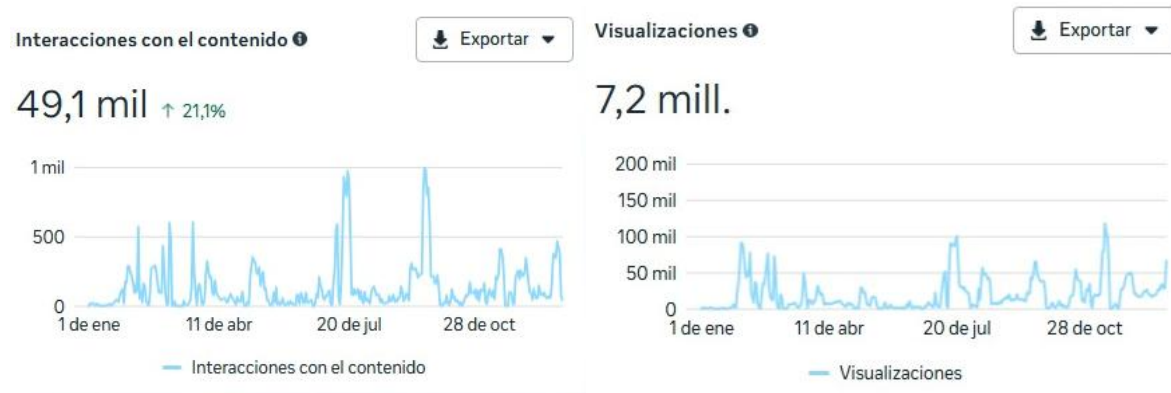 Interacciones con el contenido
Exportar
49,1 mil ↑ 21,1%
1 mil
500
0
1 de ene 11 de abr 20 de jul 28 de oct
Interacciones con el contenido
Visualizaciones
Exportar
7,2 mill.
200 mil
150 mil
100 mil
50 mil
0
1 de ene 11 de abr 20 de jul 28 de oct
Visualizaciones